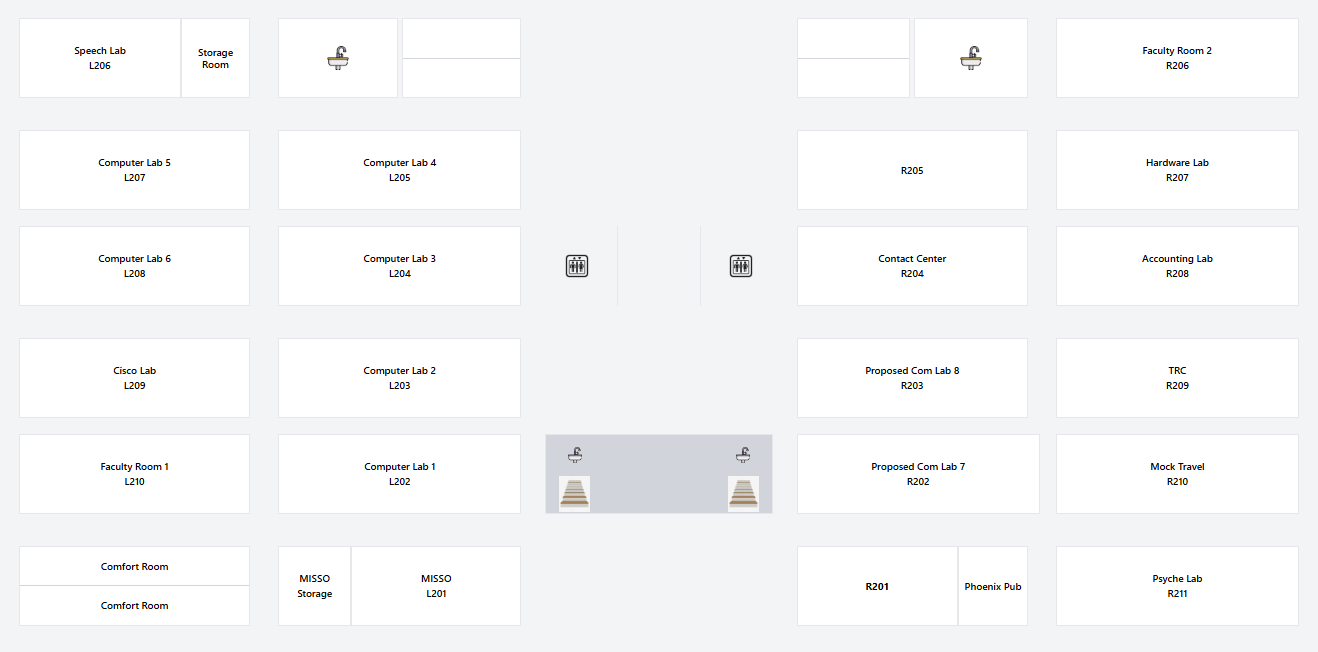 Speech Lab
L206
Storage
Room
Faculty Room 2
R206
Computer Lab 5
L207
Computer Lab 4
L205
R205
Hardware Lab
R207
Computer Lab 6
L208
Computer Lab 3
L204
Contact Center
R204
Accounting Lab
R208
Cisco Lab
L209
Computer Lab 2
L203
Proposed Com Lab 8
R203
TRC
R209
Faculty Room 1
L210
Computer Lab 1
L202
Proposed Com Lab 7
R202
Mock Travel
R210
Comfort Room
Comfort Room
MISSO
Storage
MISSO
L201
R201
Phoenix Pub
Psyche Lab
R211